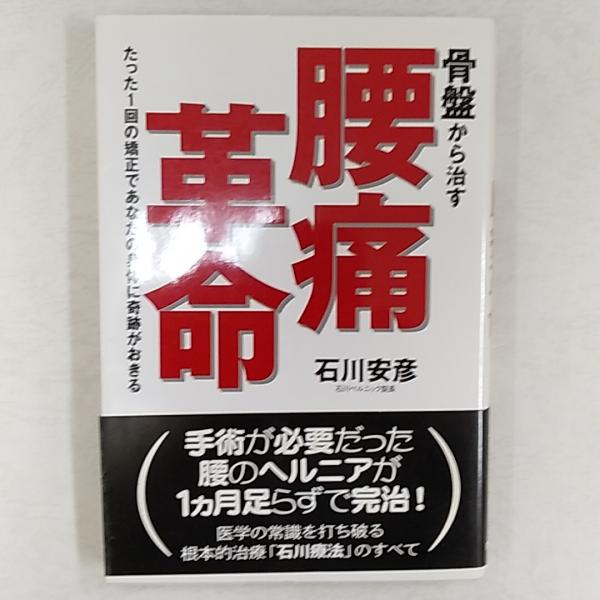 骨盤から治す
腰痛
革命
たった1回の矯正であなたの身体に奇跡がおきる
石川安彦
手術が必要だった
腰のヘルニアが
1ヵ月足らずで完治!
医学の常識を打ち破る
根本的治療「石川療法」のすべて